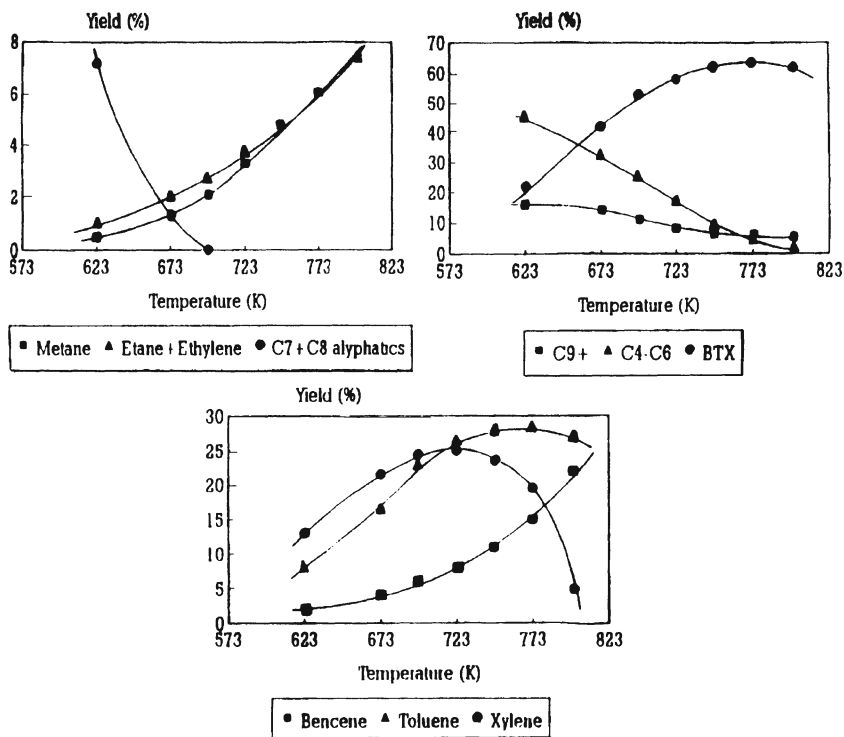 Yield (%)
8
6
4
2
0
573 623 673 723 773 823
Temperature (K)
Metane Etane + Ethylene C7 + C8 alyphatics
Yield (%)
70
60
50
40
30
20
10
0
573 623 673 723 773 823
Temperature (K)
C9 + C4-C6 BTX
Yield (%)
30
25
20
15
10
5
0
573 623 673 723 773 823
Temperature (K)
Bencene Toluene Xylene